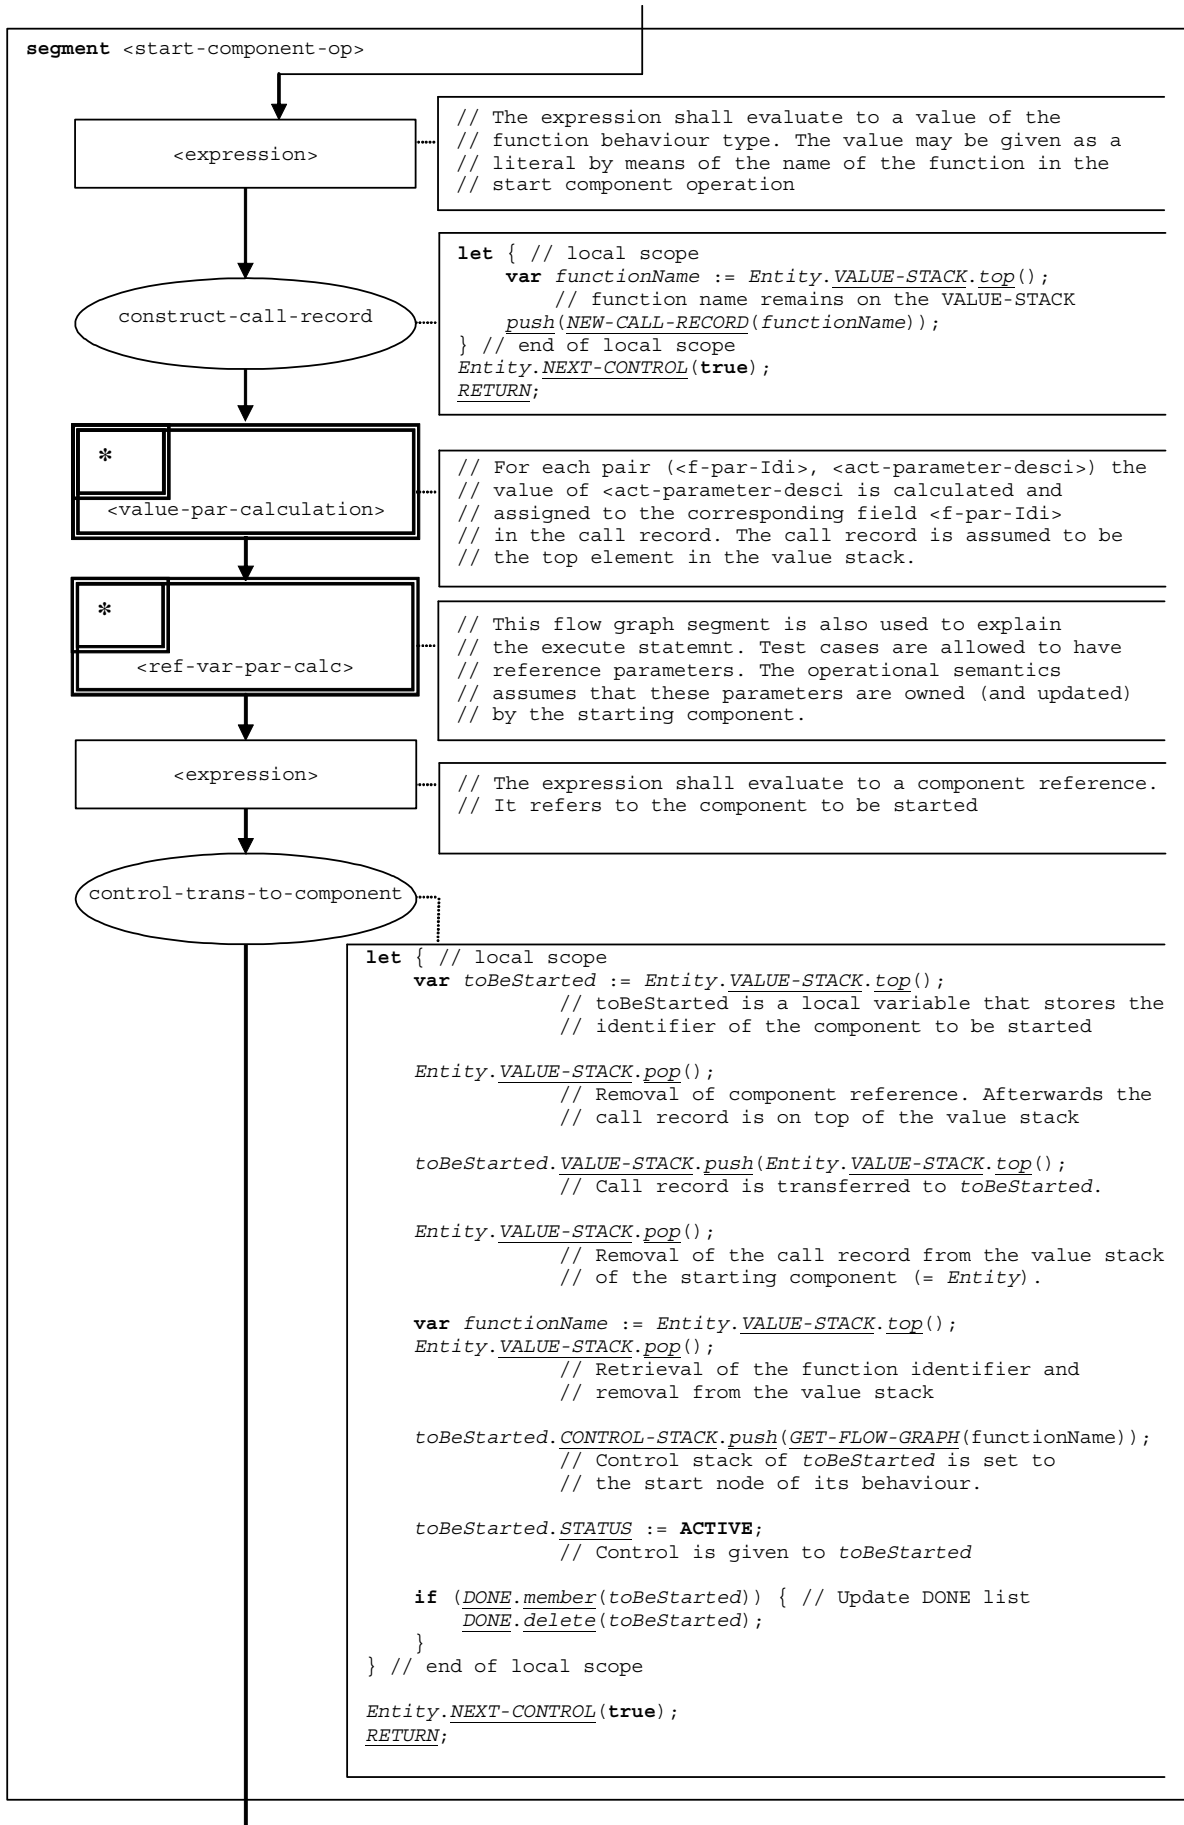 segment <start-component-op>
<expression>
// The expression shall evaluate to a value of the
// function behaviour type. The value may be given as a
// literal by means of the name of the function in the
// start component operation
construct-call-record
let { // local scope
var functionName := Entity.VALUE-STACK.top();
// function name remains on the VALUE-STACK
push(NEW-CALL-RECORD(functionName));
} // end of local scope
Entity.NEXT-CONTROL(true);
RETURN;
*
<value-par-calculation>
// For each pair (<f-par-Idi>, <act-parameter-desci>) the
// value of <act-parameter-desci is calculated and
// assigned to the corresponding field <f-par-Idi>
// in the call record. The call record is assumed to be
// the top element in the value stack.
*
<ref-var-par-calc>
// This flow graph segment is also used to explain
// the execute statemnt. Test cases are allowed to have
// reference parameters. The operational semantics
// assumes that these parameters are owned (and updated)
// by the starting component.
<expression>
// The expression shall evaluate to a component reference.
// It refers to the component to be started
control-trans-to-component
let { // local scope
var toBeStarted := Entity.VALUE-STACK.top();
// toBeStarted is a local variable that stores the
// identifier of the component to be started
Entity.VALUE-STACK.pop();
// Removal of component reference. Afterwards the
// call record is on top of the value stack
toBeStarted.VALUE-STACK.push(Entity.VALUE-STACK.top();
// Call record is transferred to toBeStarted.
Entity.VALUE-STACK.pop();
// Removal of the call record from the value stack
// of the starting component (= Entity).
var functionName := Entity.VALUE-STACK.top();
Entity.VALUE-STACK.pop();
// Retrieval of the function identifier and
// removal from the value stack
toBeStarted.CONTROL-STACK.push(GET-FLOW-GRAPH(functionName));
// Control stack of toBeStarted is set to
// the start node of its behaviour.
toBeStarted.STATUS := ACTIVE;
// Control is given to toBeStarted
if (DONE.member(toBeStarted)) { // Update DONE list
DONE.delete(toBeStarted);
}
} // end of local scope
Entity.NEXT-CONTROL(true);
RETURN;